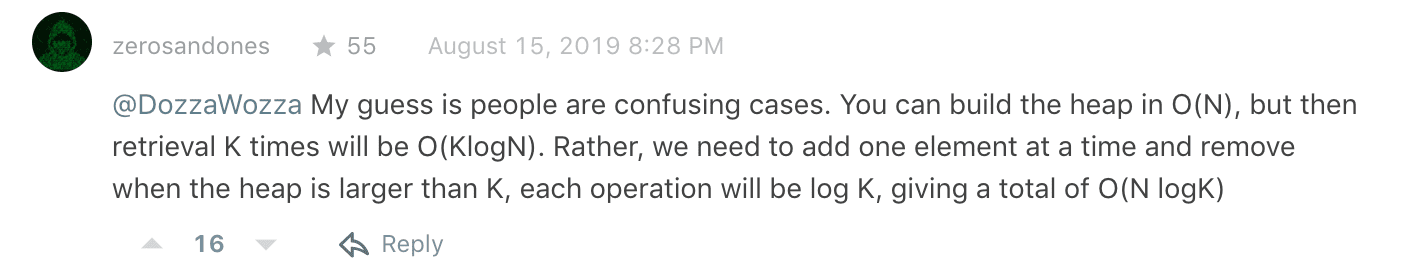 zerosandones ★ 55 August 15, 2019 8:28 PM
@DozzaWozza My guess is people are confusing cases. You can build the heap in O(N), but then
retrieval K times will be O(KlogN). Rather, we need to add one element at a time and remove
when the heap is larger than K, each operation will be log K, giving a total of O(N logK)
16 Reply